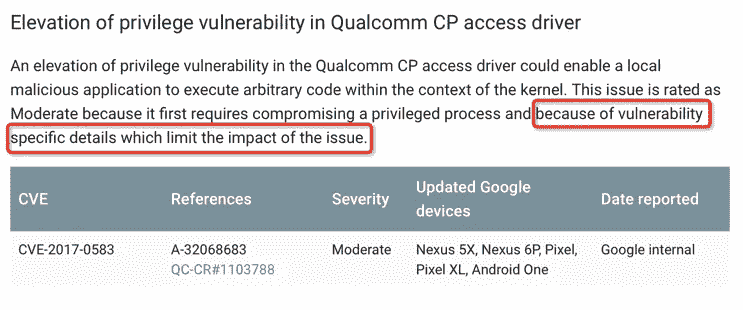 Elevation of privilege vulnerability in Qualcomm CP access driver
An elevation of privilege vulnerability in the Qualcomm CP access driver could enable a local
malicious application to execute arbitrary code within the context of the kernel. This issue is rated as
Moderate because it first requires compromising a privileged process and because of vulnerability
specific details which limit the impact of the issue.
CVE References Severity Updated Google devices Date reported
CVE-2017-0583 A-32068683 Moderate Nexus 5X, Nexus 6P, Pixel, Google internal
QC-CR#1103788 Pixel XL, Android One